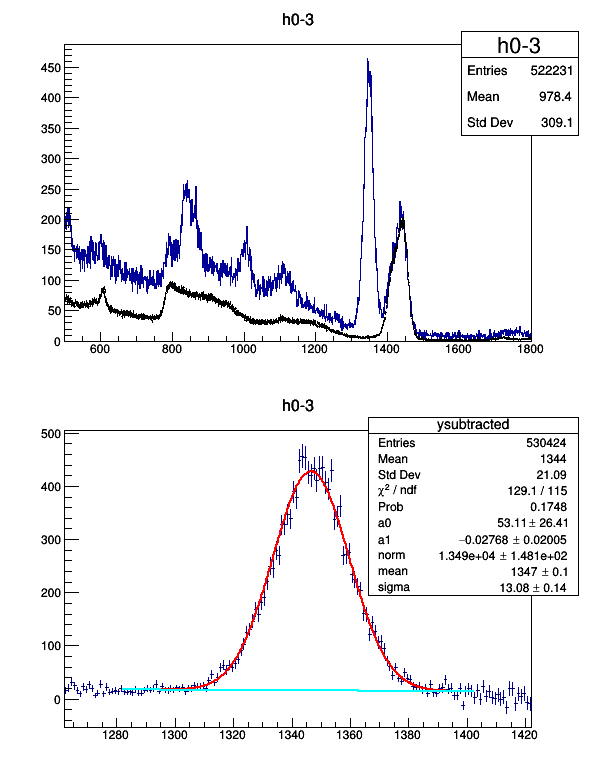 h0-3
h0-3
Entries 522231
Mean 978.4
Std Dev 309.1
450
400
350
300
250
200
150
100
50
0
600 800 1000 1200 1400 1600 1800
h0-3
ysubtracted
Entries 530424
Mean 1344
Std Dev 21.09
χ² / ndf 129.1 / 115
Prob 0.1748
a0 53.11 ± 26.41
a1 −0.02768 ± 0.02005
norm 1.349e+04 ± 1.481e+02
mean 1347 ± 0.1
sigma 13.08 ± 0.14
500
400
300
200
100
0
1280 1300 1320 1340 1360 1380 1400 1420